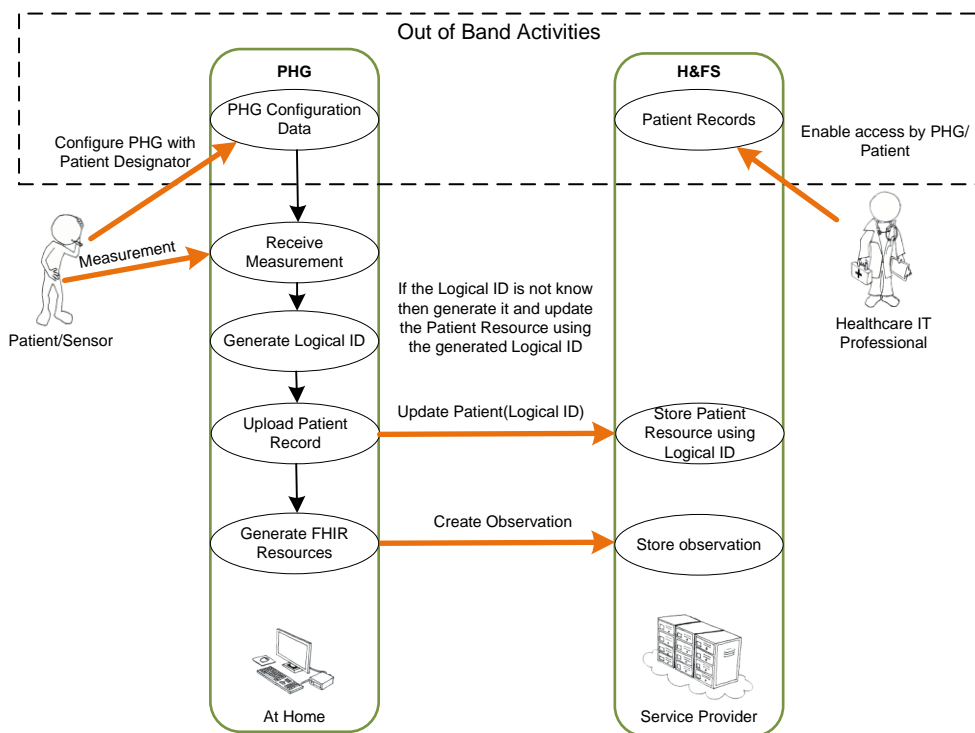 Out of Band Activities
PHG
H&FS
PHG Configuration
Data
Patient Records
Configure PHG with
Patient Designator
Enable access by PHG/
Patient
Measurement
Receive
Measurement
If the Logical ID is not know
then generate it and update
the Patient Resource using
the generated Logical ID
Patient/Sensor
Generate Logical ID
Healthcare IT
Professional
Upload Patient
Record
Update Patient(Logical ID)
Store Patient
Resource using
Logical ID
Generate FHIR
Resources
Create Observation
Store observation
At Home
Service Provider